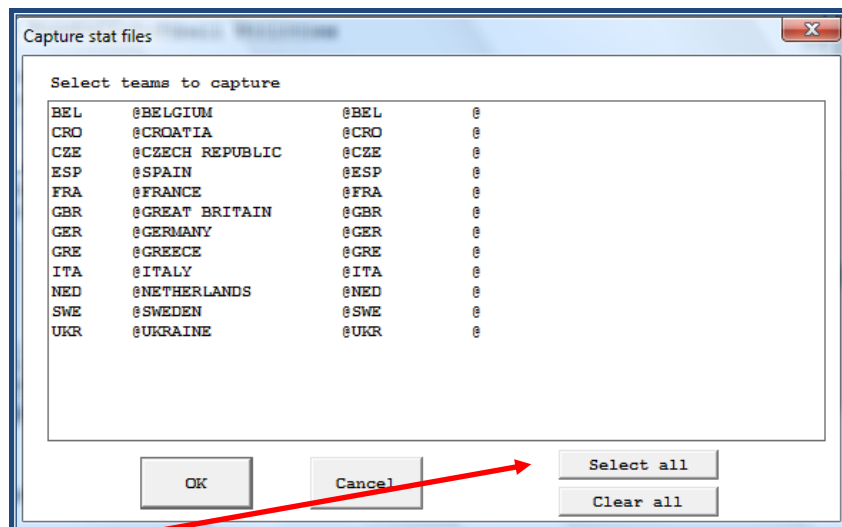 Capture stat files
X
Select teams to capture
BEL @BELGIUM @BEL @
CRO @CROATIA @CRO @
CZE @CZECH REPUBLIC @CZE @
ESP @SPAIN @ESP @
FRA @FRANCE @FRA @
GBR @GREAT BRITAIN @GBR @
GER @GERMANY @GER @
GRE @GREECE @GRE @
ITA @ITALY @ITA @
NED @NETHERLANDS @NED @
SWE @SWEDEN @SWE @
UKR @UKRAINE @UKR @
OK Cancel Select all
Clear all